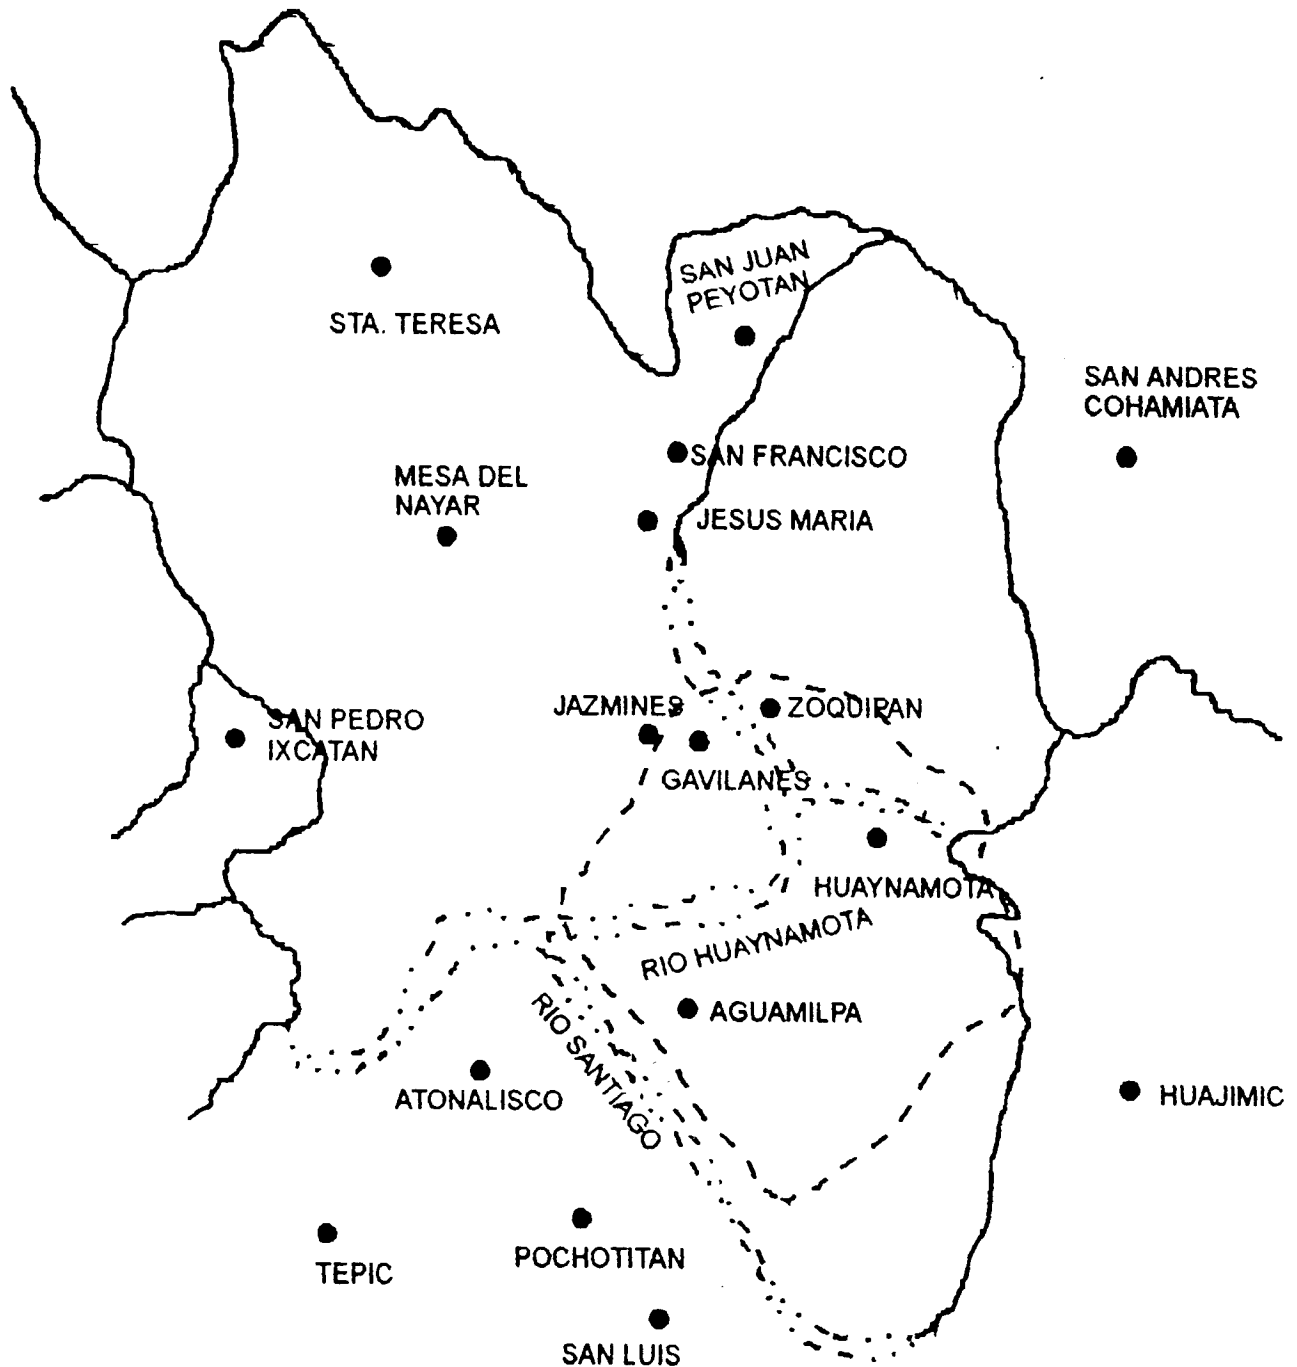 SAN JUAN
PEYOTAN
STA. TERESA
SAN ANDRES
COHAMIATA
SAN FRANCISCO
MESA DEL
NAYAR
JESUS MARIA
JAZMINES
ZOQUIPAN
SAN PEDRO
IXCATAN
GAVILANES
HUAYNAMOTA
RIO HUAYNAMOTA
AGUAMILPA
RIO SANTIAGO
ATONALISCO
HUAJIMIC
POCHOTITAN
TEPIC
SAN LUIS